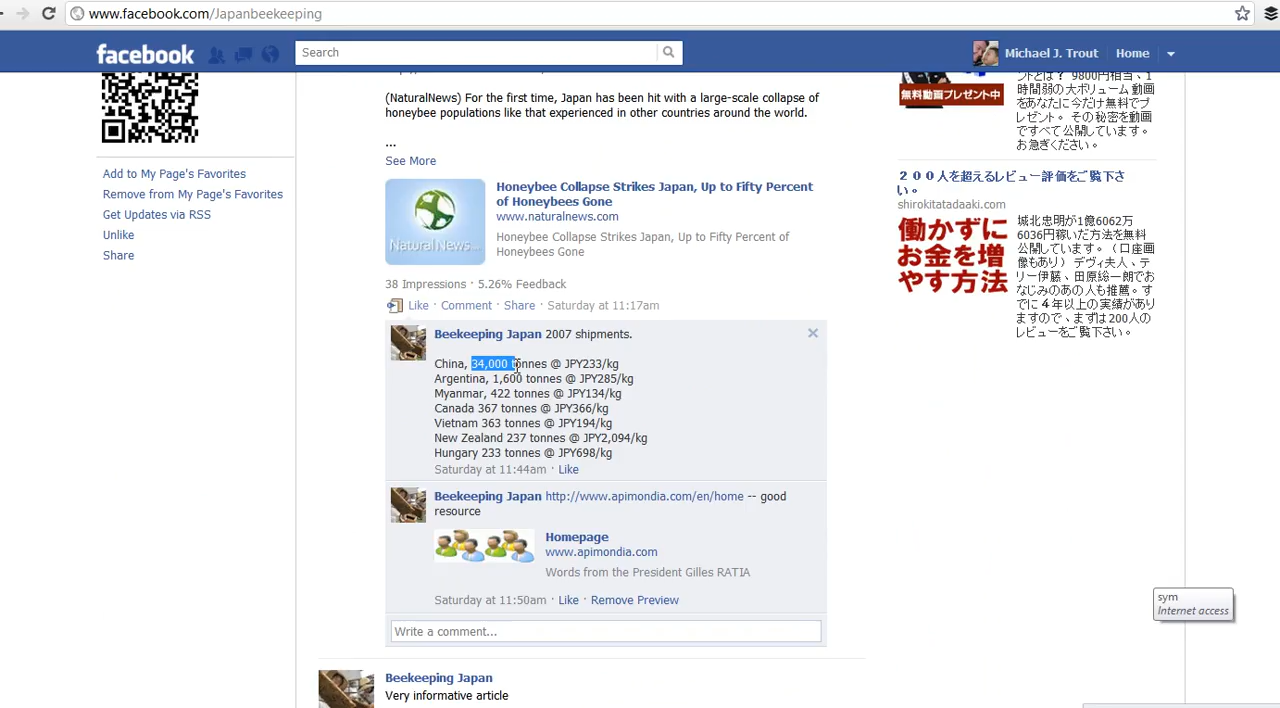 www.facebook.com/Japanbeekeeping
facebook
Search
Michael J. Trout
Home
Add to My Page's Favorites
Remove from My Page's Favorites
Get Updates via RSS
Unlike
Share
(NaturalNews) For the first time, Japan has been hit with a large-scale collapse of
honeybee populations like that experienced in other countries around the world.
...
See More
NaturalNews...
Honeybee Collapse Strikes Japan, Up to Fifty Percent
of Honeybees Gone
www.naturalnews.com
Honeybee Collapse Strikes Japan, Up to Fifty Percent of
Honeybees Gone
38 Impressions · 5.26% Feedback
Like · Comment · Share · Saturday at 11:17am
Beekeeping Japan 2007 shipments.
China, 34,000 tonnes @ JPY233/kg
Argentina, 1,600 tonnes @ JPY285/kg
Myanmar, 422 tonnes @ JPY134/kg
Canada 367 tonnes @ JPY366/kg
Vietnam 363 tonnes @ JPY194/kg
New Zealand 237 tonnes @ JPY2,094/kg
Hungary 233 tonnes @ JPY698/kg
Saturday at 11:44am · Like
Beekeeping Japan http://www.apimondia.com/en/home -- good
resource
Homepage
www.apimondia.com
Words from the President Gilles RATIA
Saturday at 11:50am · Like · Remove Preview
Write a comment...
Beekeeping Japan
Very informative article
無料動画プレゼント中
ントとは? 9800円相当、1
時間弱の大ボリューム動画
をあなたに今だけ無料でプ
レゼント。その秘密を動画
ですべて公開しています。
お急ぎください。
２００人を超えるレビュー評価をご覧下さ
い。
shirokitatadaaki.com
働かずに
お金を増
やす方法
城北忠明が1億6062万
6036円稼いだ方法を無料
公開しています。（口座画
像もあり）デヴィ夫人、テ
リー伊藤、田原総一朗でお
なじみのあの人も推薦。す
でに４年以上の実績があり
ますので、まずは200人の
レビューをご覧下さい。
sym
Internet access